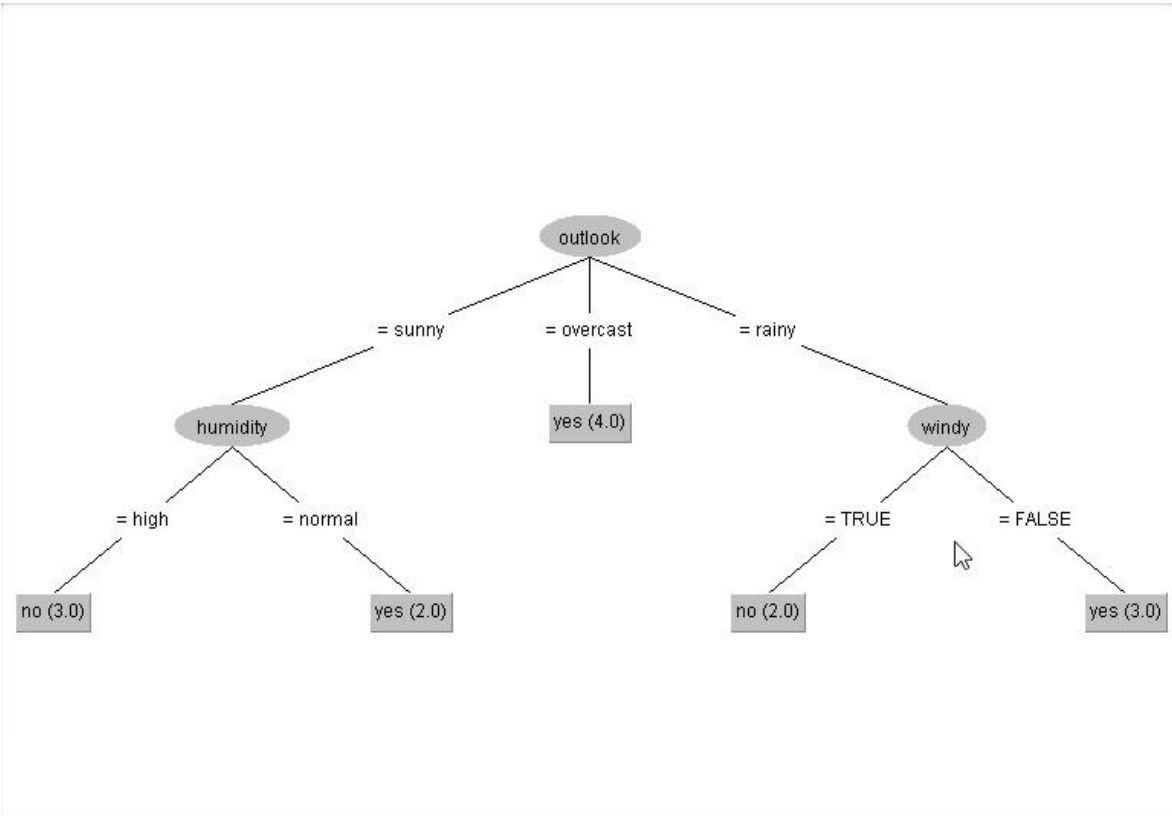 outlook
= sunny
= overcast
= rainy
humidity
yes (4.0)
windy
= high
= normal
= TRUE
= FALSE
no (3.0)
yes (2.0)
no (2.0)
yes (3.0)